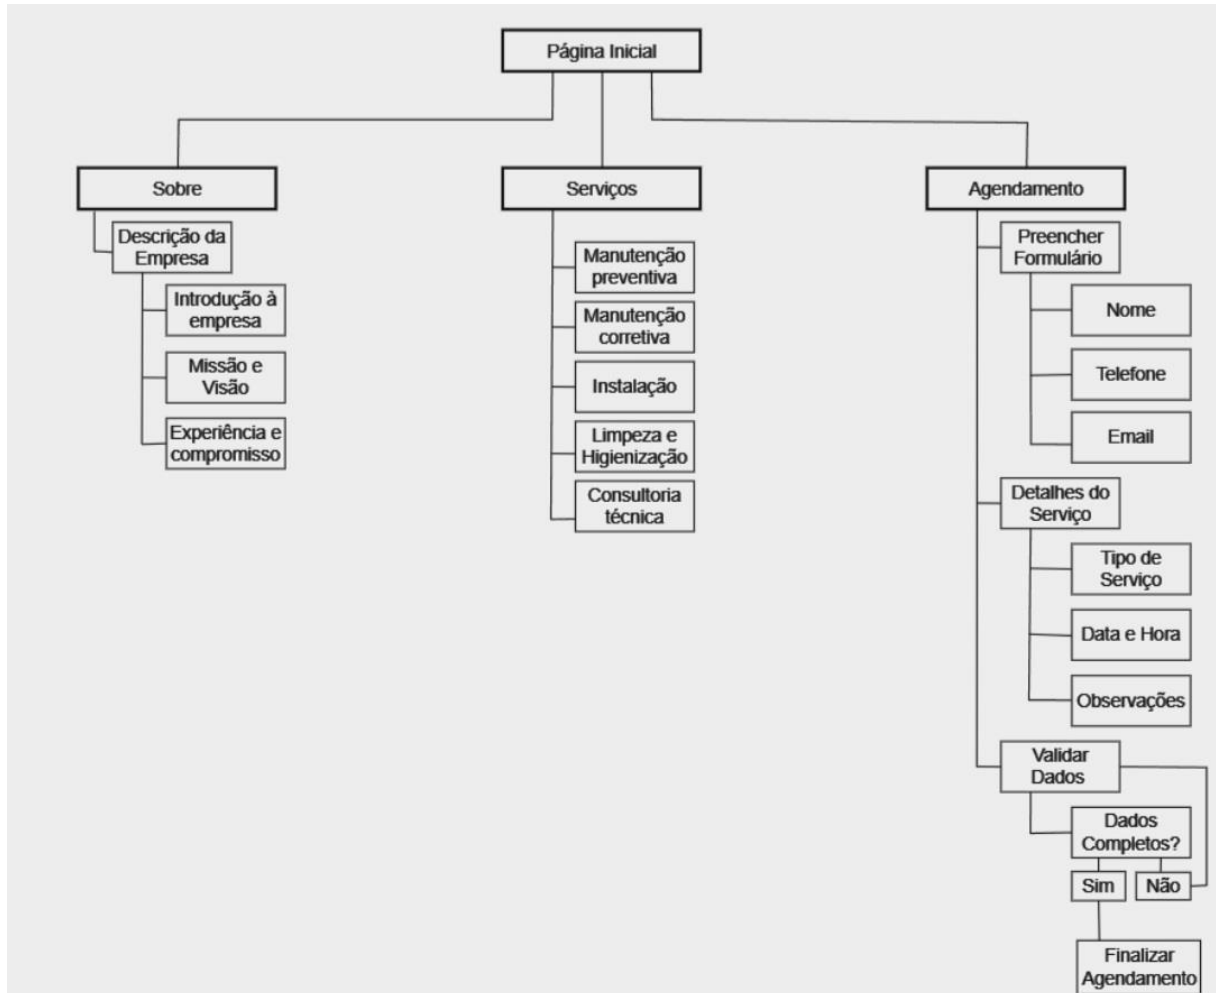 Página Inicial
Sobre
Descrição da
Empresa
Introdução à
empresa
Missão e
Visão
Experiência e
compromisso
Serviços
Manutenção
preventiva
Manutenção
corretiva
Instalação
Limpeza e
Higienização
Consultoria
técnica
Agendamento
Preencher
Formulário
Nome
Telefone
Email
Detalhes do
Serviço
Tipo de
Serviço
Data e Hora
Observações
Validar
Dados
Dados
Completos?
Sim
Não
Finalizar
Agendamento